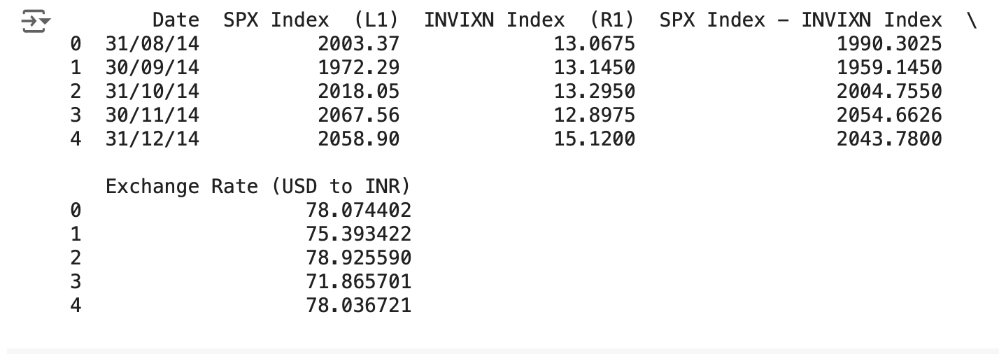 Date  SPX Index  (L1)  INVIXN Index  (R1)  SPX Index – INVIXN Index  \
0  31/08/14  2003.37  13.0675  1990.3025
1  30/09/14  1972.29  13.1450  1959.1450
2  31/10/14  2018.05  13.2950  2004.7550
3  30/11/14  2067.56  12.8975  2054.6626
4  31/12/14  2058.90  15.1200  2043.7800
Exchange Rate (USD to INR)
0  78.074402
1  75.393422
2  78.925590
3  71.865701
4  78.036721